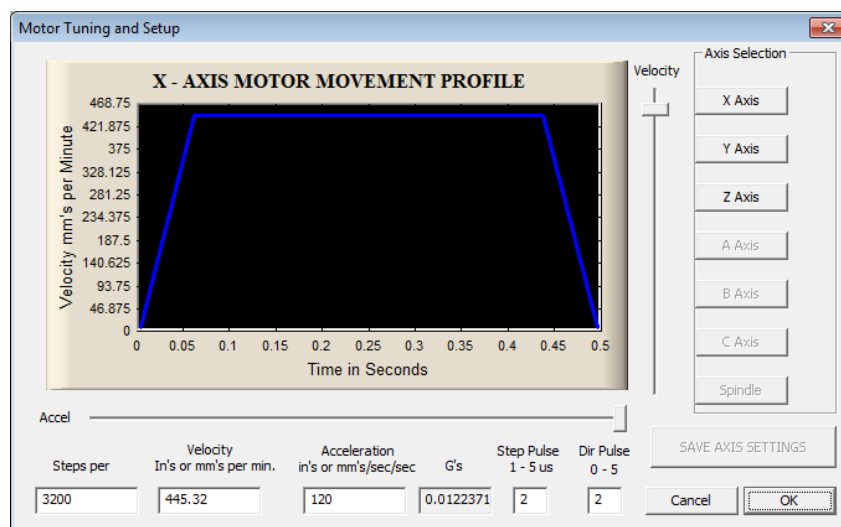 Motor Tuning and Setup
X - AXIS MOTOR MOVEMENT PROFILE
Velocity mm's per Minute
468.75
421.875
375
328.125
281.25
234.375
187.5
140.625
93.75
46.875
0
0 0.05 0.1 0.15 0.2 0.25 0.3 0.35 0.4 0.45 0.5
Time in Seconds
Velocity
Axis Selection
X Axis
Y Axis
Z Axis
A Axis
B Axis
C Axis
Spindle
Accel
SAVE AXIS SETTINGS
Steps per
Velocity
In's or mm's per min.
Acceleration
in's or mm's/sec/sec
G's
Step Pulse
1 - 5 us
Dir Pulse
0 - 5
3200 445.32 120 0.0122371 2 2
Cancel OK